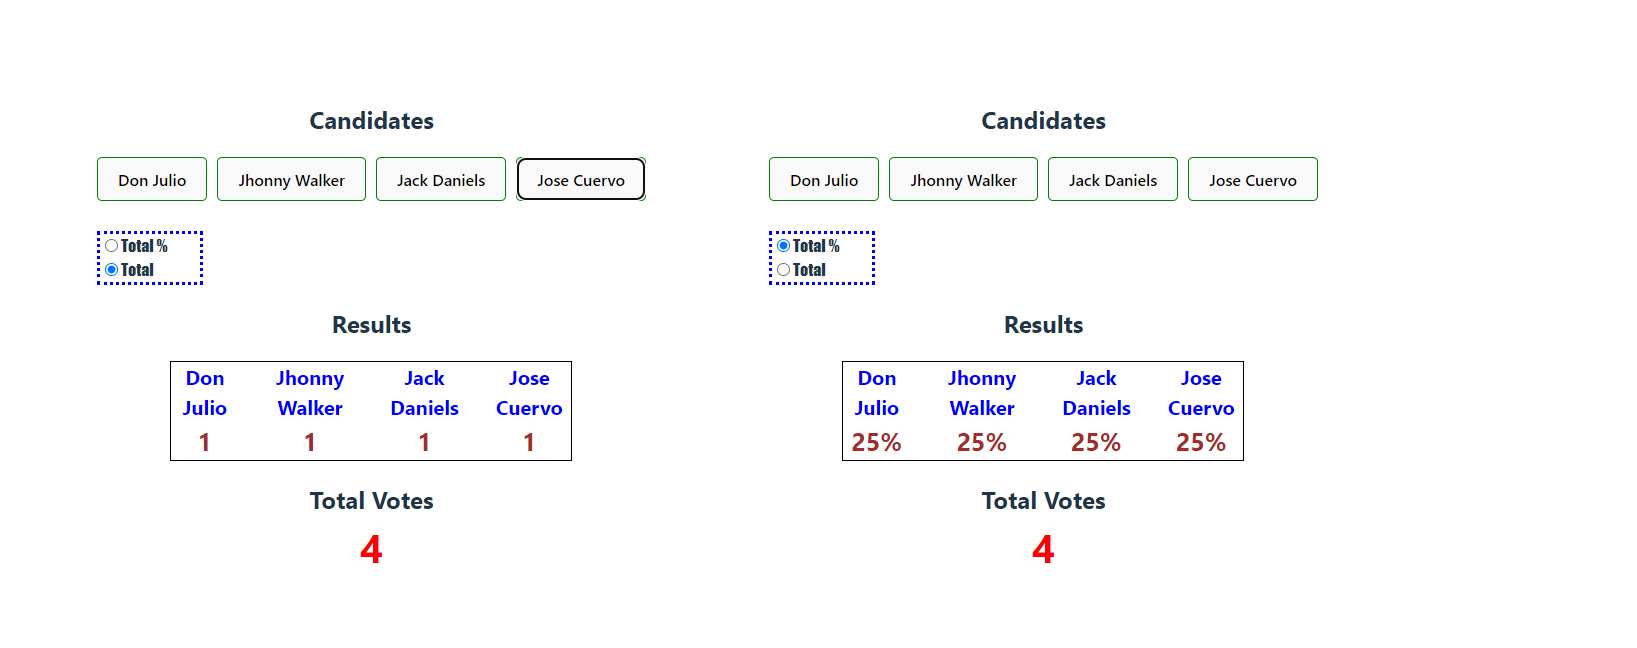 Candidates
Don Julio Jhonny Walker Jack Daniels Jose Cuervo
Total %
Total
Results
Don Jhonny Jack Jose
Julio Walker Daniels Cuervo
1 1 1 1
Total Votes
4
Candidates
Don Julio Jhonny Walker Jack Daniels Jose Cuervo
Total %
Total
Results
Don Jhonny Jack Jose
Julio Walker Daniels Cuervo
25% 25% 25% 25%
Total Votes
4